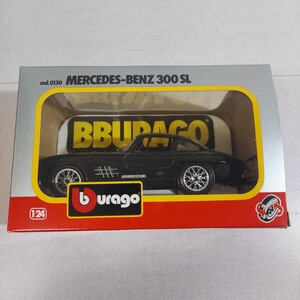 cod.0130 MERCEDES-BENZ 300 SL
BBURAGO
burago
1:24